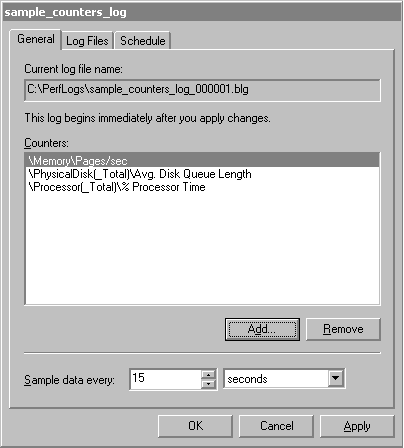 sample_counters_log
General Log Files Schedule
Current log file name:
C:\PerfLogs\sample_counters_log_000001.blg
This log begins immediately after you apply changes.
Counters:
\Memory\Pages/sec
\PhysicalDisk(_Total)\Avg. Disk Queue Length
\Processor(_Total)\% Processor Time
Add... Remove
Sample data every: 15 seconds
OK Cancel Apply